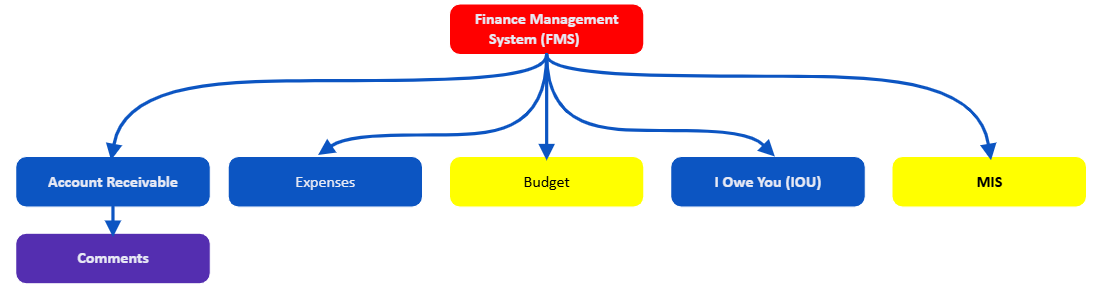 Finance Management
System (FMS)
Account Receivable
Expenses
Budget
I Owe You (IOU)
MIS
Comments